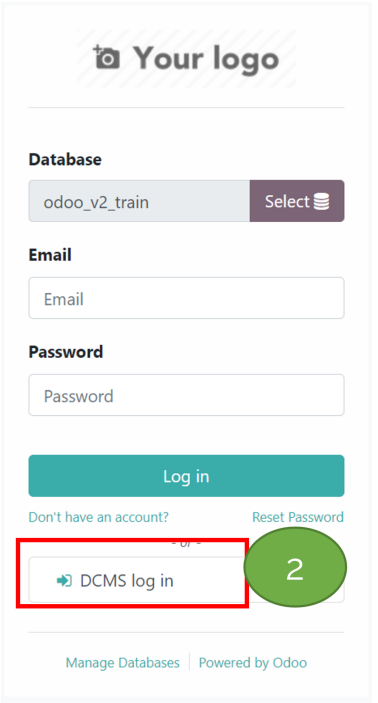 Your logo
Database
odoo_v2_train Select
Email
Email
Password
Password
Log in
Don't have an account? Reset Password
- or -
DCMS log in
2
Manage Databases Powered by Odoo